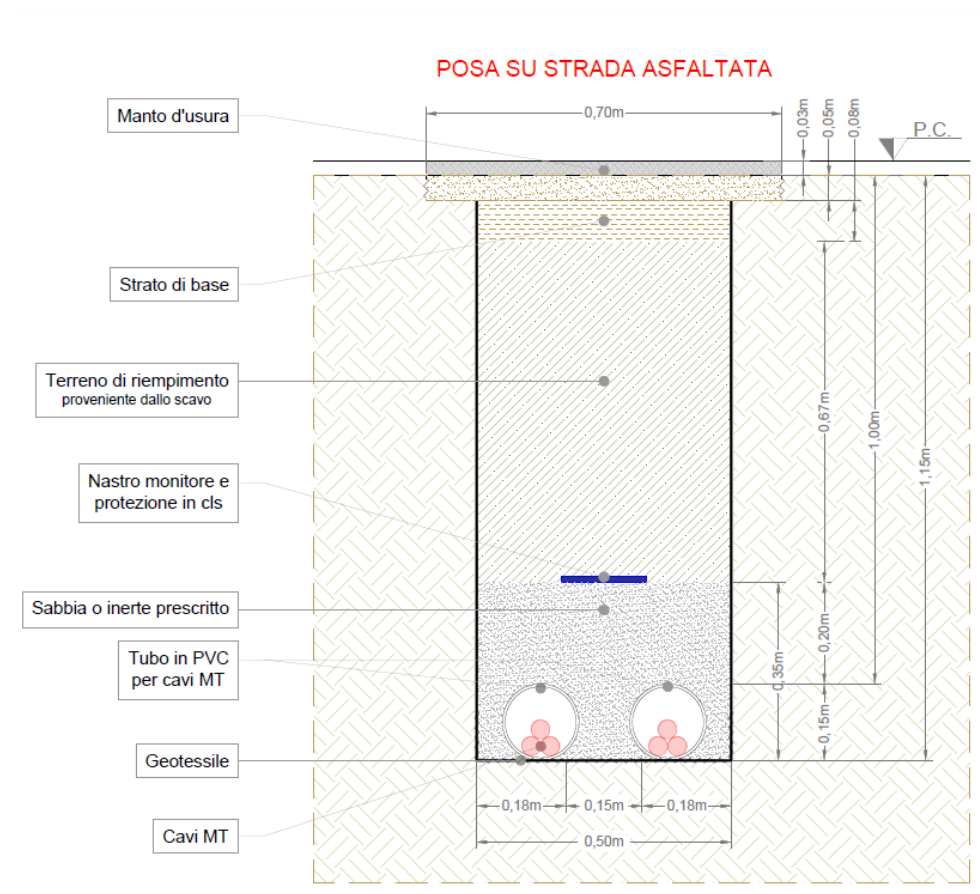 POSA SU STRADA ASFALTATA
Manto d'usura
0,70m
0,03m
0,05m
0,08m
P.C.
Strato di base
Terreno di riempimento
proveniente dallo scavo
0,67m
1,00m
1,15m
Nastro monitore e
protezione in cls
Sabbia o inerte prescritto
0,20m
0,35m
Tubo in PVC
per cavi MT
0,15m
Geotessile
0,18m
0,15m
0,18m
Cavi MT
0,50m